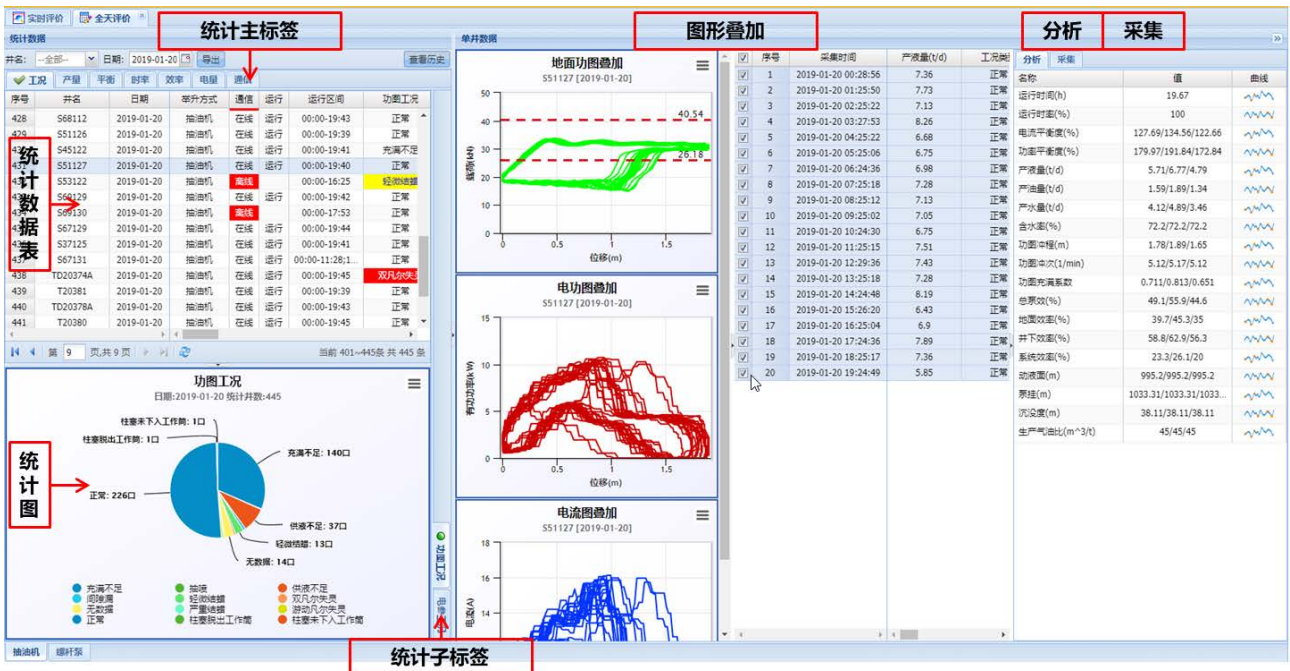 实时评价 全天评价
统计主标签
图形叠加
分析 采集
统计数据
单井数据
井名: --全部-- 日期: 2019-01-20 导出 查看历史
工况 产量 平衡 时率 效率 电量 通信
序号 井名 日期 举升方式 通信 运行 运行区间 功图工况
428 S68112 2019-01-20 抽油机 在线 运行 00:00-19:43 正常
429 S51126 2019-01-20 抽油机 在线 运行 00:00-19:39 正常
S45122 2019-01-20 抽油机 在线 运行 00:00-19:41 充满不足
431 S51127 2019-01-20 抽油机 在线 运行 00:00-19:40 正常
S53122 2019-01-20 抽油机 离线 00:00-16:25 轻微结蜡
S69129 2019-01-20 抽油机 在线 运行 00:00-19:42 正常
S69130 2019-01-20 抽油机 离线 00:00-17:53 正常
S67129 2019-01-20 抽油机 在线 运行 00:00-19:44 正常
S37125 2019-01-20 抽油机 在线 运行 00:00-19:41 正常
S67131 2019-01-20 抽油机 在线 运行 00:00-11:28;1... 正常
438 TD20374A 2019-01-20 抽油机 在线 运行 00:00-19:45 双凡尔失
439 T20381 2019-01-20 抽油机 在线 运行 00:00-19:39 正常
440 TD20378A 2019-01-20 抽油机 在线 运行 00:00-19:43 正常
441 T20380 2019-01-20 抽油机 在线 运行 00:00-19:45 正常
统计数据表
第 9 页,共 9 页 当前 401~445条 共 445 条
功图工况
日期:2019-01-20 统计井数:445
柱塞未下入工作筒: 1口
柱塞脱出工作筒: 1口
充满不足: 140口
正常: 226口
供液不足: 37口
轻微结蜡: 13口
无数据: 14口
统计图
充满不足 抽喷 供液不足
间隙漏 轻微结蜡 双凡尔失灵
无数据 严重结蜡 游动凡尔失灵
正常 柱塞脱出工作筒 柱塞未下入工作筒
功图工况
电参
统计子标签
抽油机 螺杆泵
地面功图叠加
S51127 [2019-01-20]
载荷(kN)
50
40
30
20
10
0
40.54
26.18
0 0.5 1 1.5
位移(m)
电功图叠加
S51127 [2019-01-20]
有功功率(kW)
15
10
5
0
0 0.5 1 1.5
位移(m)
电流图叠加
S51127 [2019-01-20]
电流(A)
18
16
14
序号 采集时间 产液量(t/d) 工况类
1 2019-01-20 00:28:56 7.36 正常
2 2019-01-20 01:25:50 7.73 正常
3 2019-01-20 02:25:22 7.13 正常
4 2019-01-20 03:27:53 8.26 正常
5 2019-01-20 04:25:22 6.68 正常
6 2019-01-20 05:25:06 6.75 正常
7 2019-01-20 06:24:36 6.98 正常
8 2019-01-20 07:25:18 7.28 正常
9 2019-01-20 08:25:12 7.13 正常
10 2019-01-20 09:25:02 7.05 正常
11 2019-01-20 10:24:30 6.75 正常
12 2019-01-20 11:25:15 7.51 正常
13 2019-01-20 12:29:36 7.43 正常
14 2019-01-20 13:25:18 7.28 正常
15 2019-01-20 14:24:48 8.19 正常
16 2019-01-20 15:26:20 6.43 正常
17 2019-01-20 16:25:04 6.9 正常
18 2019-01-20 17:24:36 7.89 正常
19 2019-01-20 18:25:17 7.36 正常
20 2019-01-20 19:24:49 5.85 正常
分析 采集
名称 值 曲线
运行时间(h) 19.67
运行时率(%) 100
电流平衡度(%) 127.69/134.56/122.66
功率平衡度(%) 179.97/191.84/172.84
产液量(t/d) 5.71/6.77/4.79
产油量(t/d) 1.59/1.89/1.34
产水量(t/d) 4.12/4.89/3.46
含水率(%) 72.2/72.2/72.2
功图冲程(m) 1.78/1.89/1.65
功图冲次(1/min) 5.12/5.17/5.12
功图充满系数 0.711/0.813/0.651
总泵效(%) 49.1/55.9/44.6
地面效率(%) 39.7/45.3/35
井下效率(%) 58.8/62.9/56.3
系统效率(%) 23.3/26.1/20
动液面(m) 995.2/995.2/995.2
泵挂(m) 1033.31/1033.31/1033...
沉没度(m) 38.11/38.11/38.11
生产气油比(m^3/t) 45/45/45